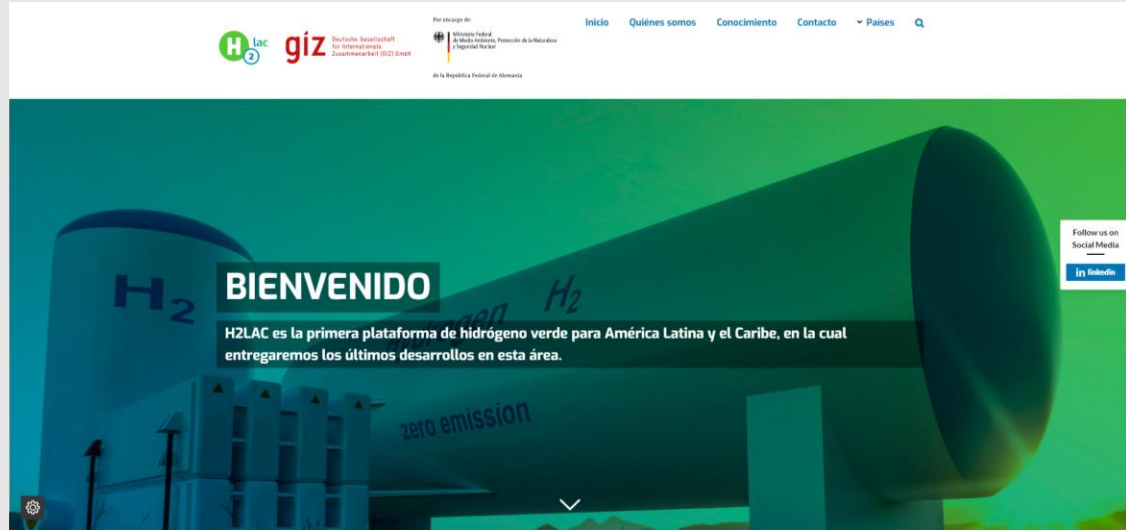 Por encargo de:
Inicio Quiénes somos Conocimiento Contacto Países
H2 lac
giz Deutsche Gesellschaft
für Internationale
Zusammenarbeit (GIZ) GmbH
Ministerio Federal
de Medio Ambiente, Protección de la Naturaleza
y Seguridad Nuclear
de la República Federal de Alemania
Follow us on
Social Media
in linkedin
H2
H2
hydrogen
BIENVENIDO
H2LAC es la primera plataforma de hidrógeno verde para América Latina y el Caribe, en la cual
entregaremos los últimos desarrollos en esta área.
zero emission